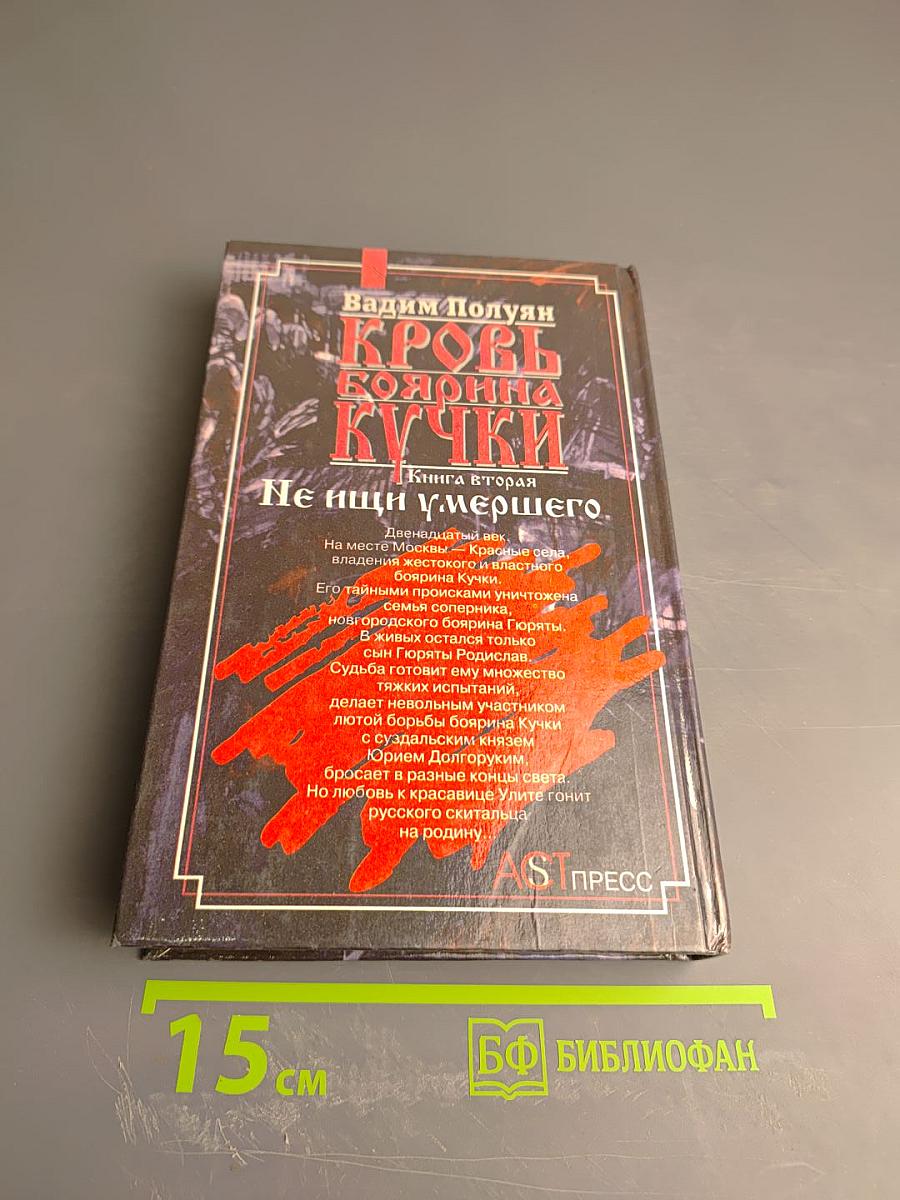 Вадим Полуян
КРОВЬ
БОЯРИНА
КУЧКИ
Книга вторая
Не ищи умершего
Двенадцатый век.
На месте Москвы — Красные села,
владения жестокого и властного
боярина Кучки.
Его тайными происками уничтожена
семья соперника,
новгородского боярина Гюряты.
В живых остался только
сын Гюряты Родислав.
Судьба готовит ему множество
тяжких испытаний,
делает невольным участником
лютой борьбы боярина Кучки
с суздальским князем
Юрием Долгоруким,
бросает в разные концы света.
Но любовь к красавице Улите гонит
русского скитальца
на родину...
АСТ ПРЕСС
15 см
БФ БИБЛИОФАН